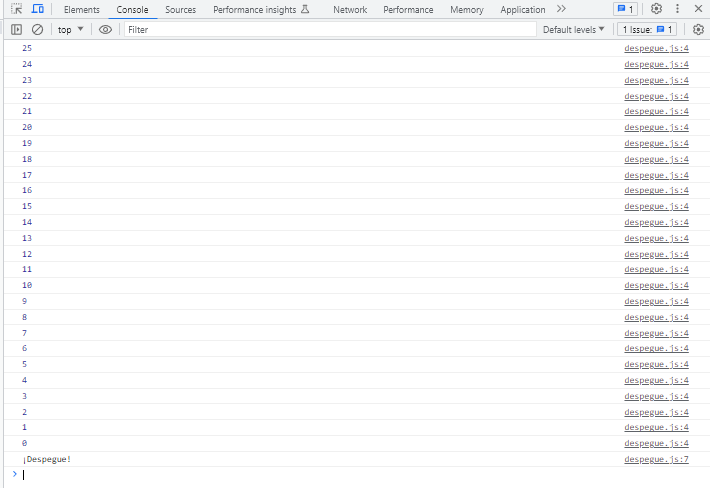 Elements Console Sources Performance insights Network Performance Memory Application 1
top Filter Default levels 1 Issue: 1
25 despegue.js:4
24 despegue.js:4
23 despegue.js:4
22 despegue.js:4
21 despegue.js:4
20 despegue.js:4
19 despegue.js:4
18 despegue.js:4
17 despegue.js:4
16 despegue.js:4
15 despegue.js:4
14 despegue.js:4
13 despegue.js:4
12 despegue.js:4
11 despegue.js:4
10 despegue.js:4
9 despegue.js:4
8 despegue.js:4
7 despegue.js:4
6 despegue.js:4
5 despegue.js:4
4 despegue.js:4
3 despegue.js:4
2 despegue.js:4
1 despegue.js:4
0 despegue.js:4
¡Despegue! despegue.js:7